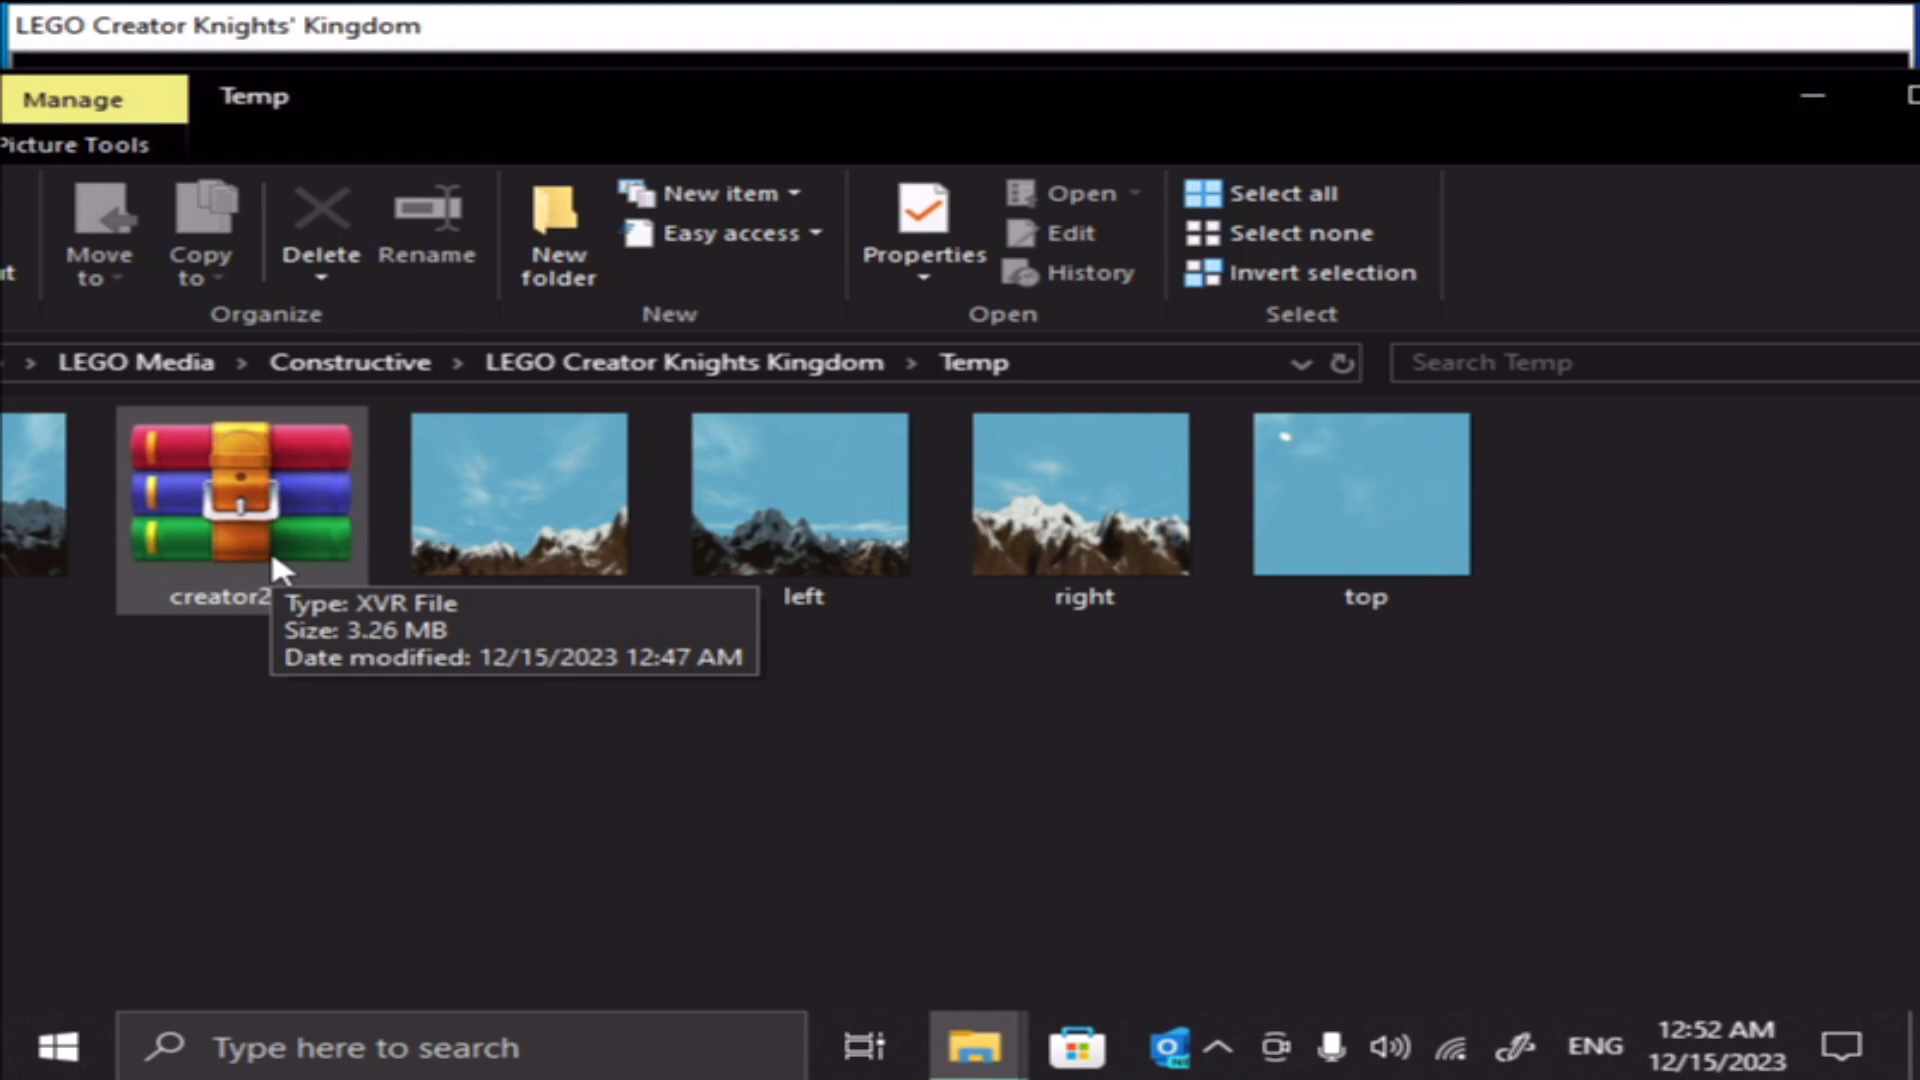 LEGO Creator Knights' Kingdom
Manage
Temp
Picture Tools
Move to
Copy to
Delete
Rename
New folder
New item
Easy access
Properties
Open
Edit
History
Select all
Select none
Invert selection
Organize
New
Open
Select
LEGO Media > Constructive > LEGO Creator Knights Kingdom > Temp
Search Temp
creator2
left
right
top
Type: XVR File
Size: 3.26 MB
Date modified: 12/15/2023 12:47 AM
Type here to search
ENG
12:52 AM
12/15/2023